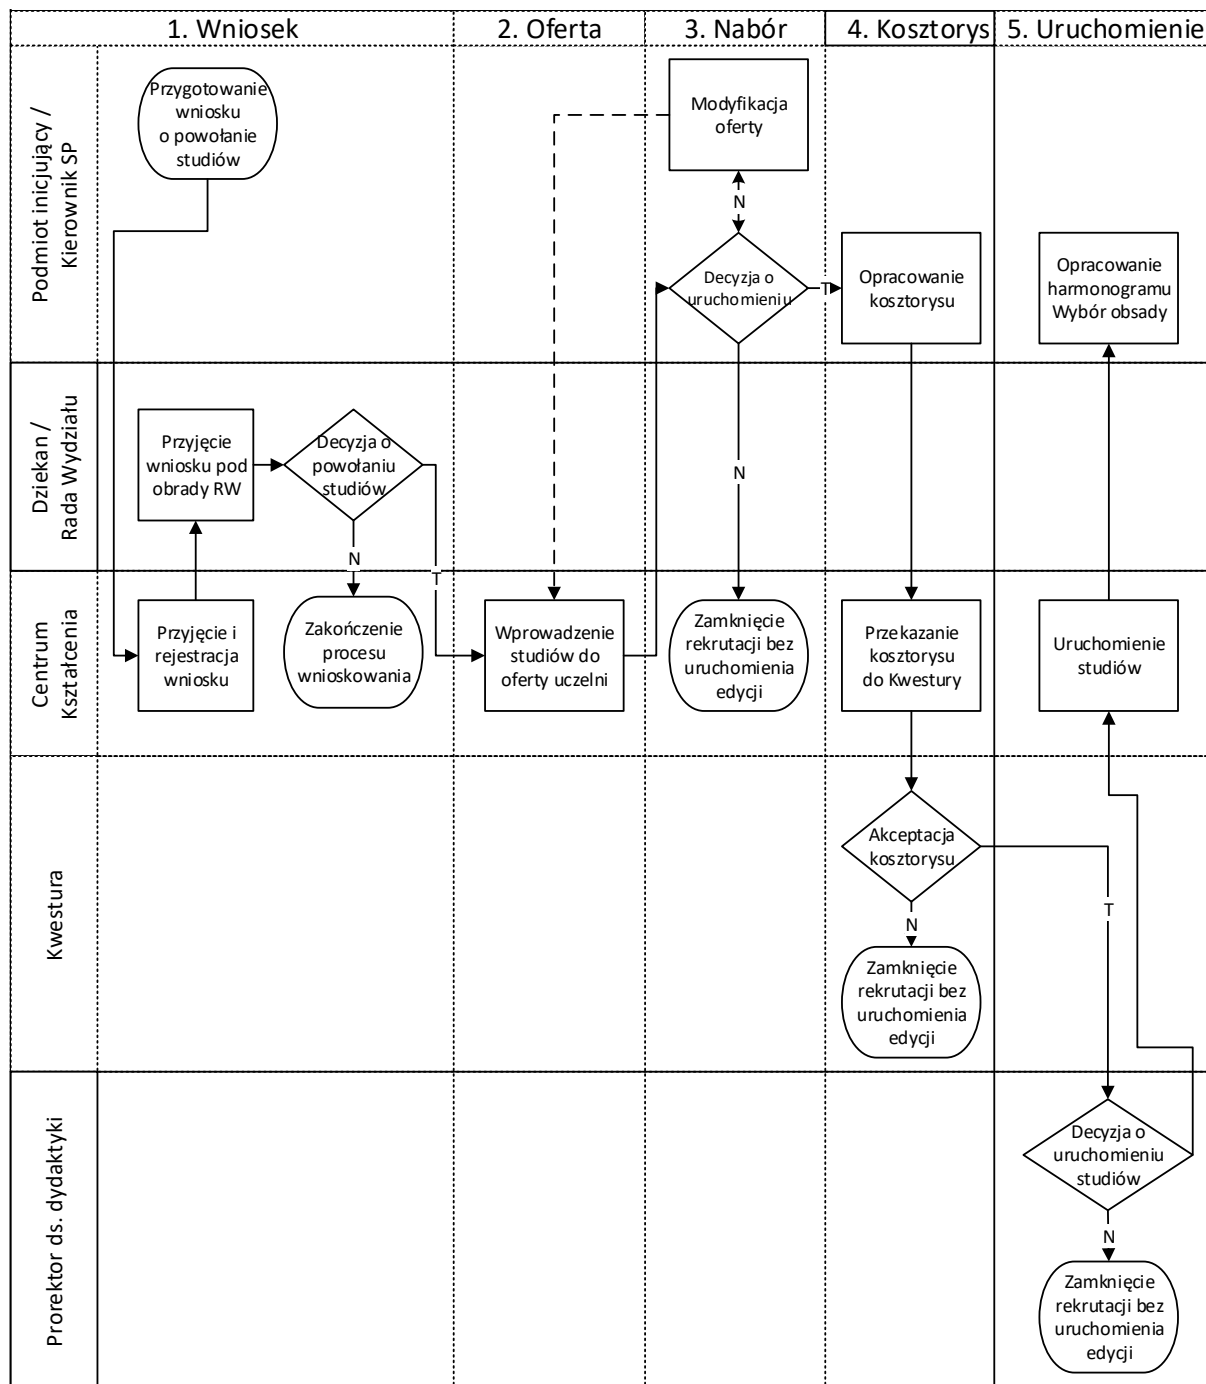 1. Wniosek
2. Oferta
3. Nabór
4. Kosztorys
5. Uruchomienie
Podmiot inicjujący /
Kierownik SP
Przygotowanie
wniosku
o powołanie
studiów
Modyfikacja
oferty
N
Decyzja o
uruchomieniu
T
Opracowanie
kosztorysu
Opracowanie
harmonogramu
Wybór obsady
Dziekan /
Rada Wydziału
Przyjęcie
wniosku pod
obrady RW
Decyzja o
powołaniu
studiów
N
T
N
Centrum
Kształcenia
Przyjęcie i
rejestracja
wniosku
Zakończenie
procesu
wnioskowania
Wprowadzenie
studiów do
oferty uczelni
Zamknięcie
rekrutacji bez
uruchomienia
edycji
Przekazanie
kosztorysu
do Kwestury
Uruchomienie
studiów
Kwestura
Akceptacja
kosztorysu
T
N
Zamknięcie
rekrutacji bez
uruchomienia
edycji
Prorektor ds. dydaktyki
Decyzja o
uruchomieniu
studiów
N
Zamknięcie
rekrutacji bez
uruchomienia
edycji